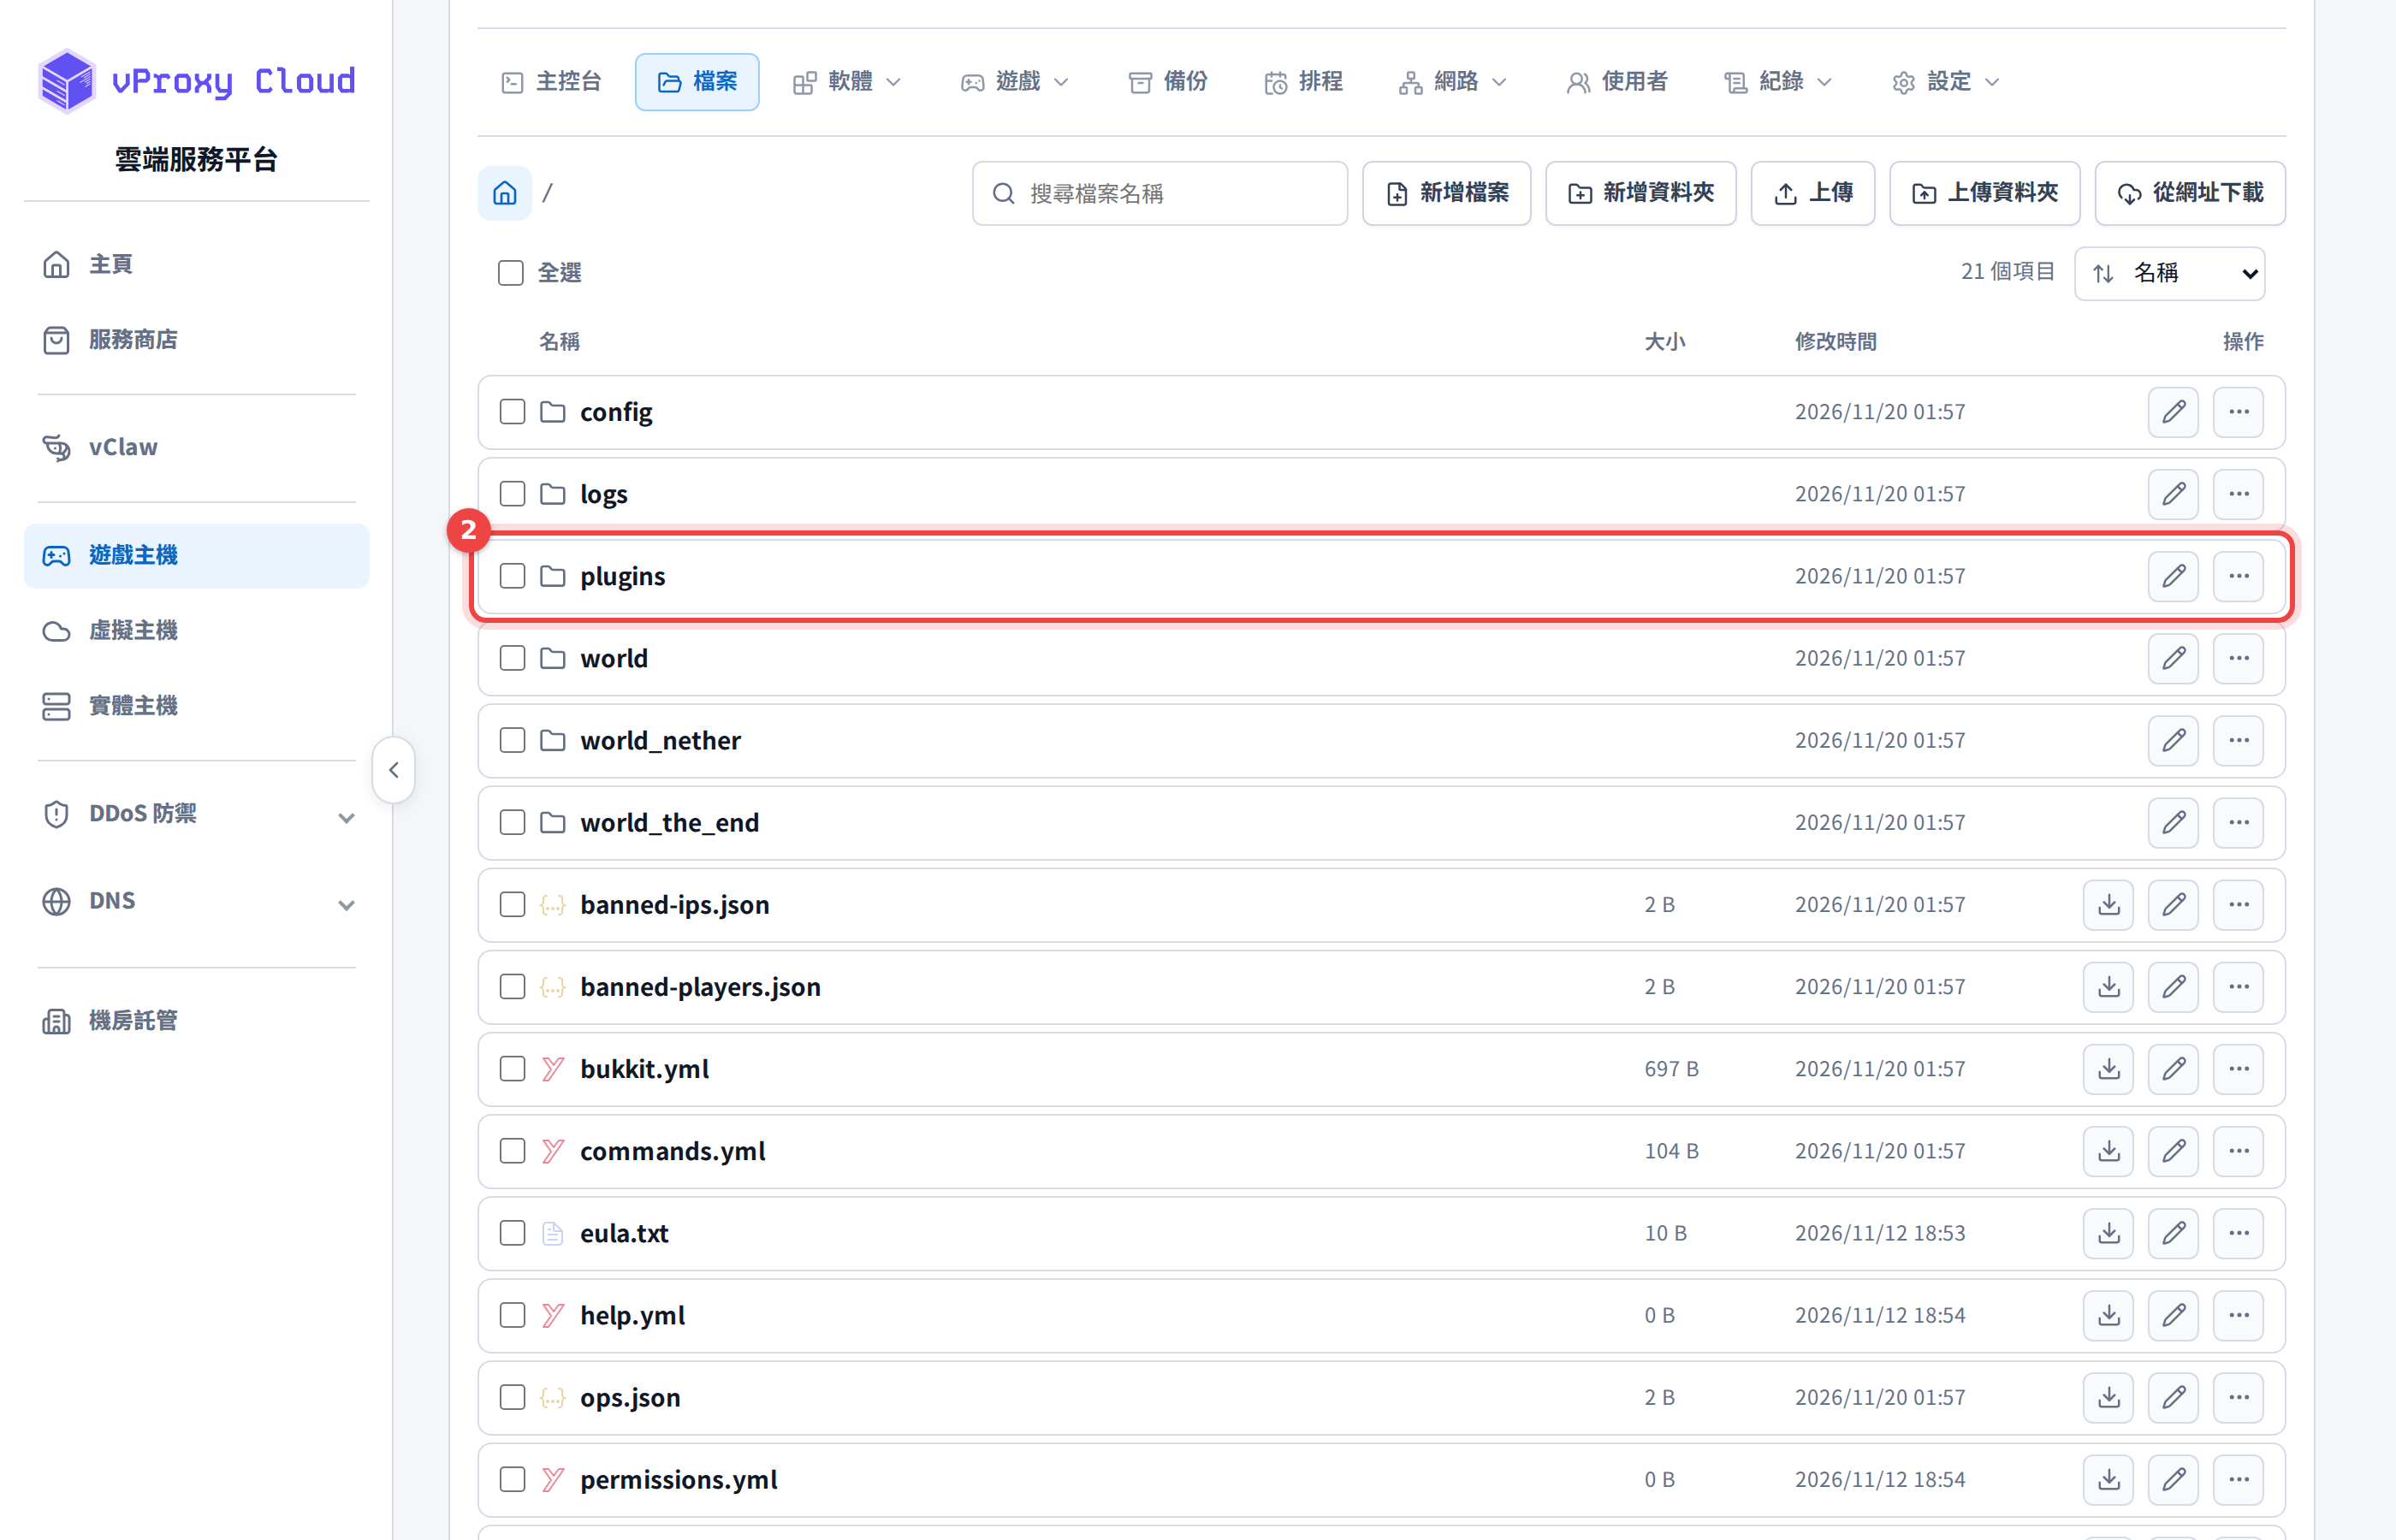 vProxy Cloud
雲端服務平台
主頁
服務商店
vClaw
遊戲主機
虛擬主機
實體主機
DDoS 防禦
DNS
機房託管
主控台 檔案 軟體 遊戲 備份 排程 網路 使用者 紀錄 設定
/ 搜尋檔案名稱 新增檔案 新增資料夾 上傳 上傳資料夾 從網址下載
全選 21 個項目 名稱
名稱 大小 修改時間 操作
config 2026/11/20 01:57
logs 2026/11/20 01:57
2
plugins 2026/11/20 01:57
world 2026/11/20 01:57
world_nether 2026/11/20 01:57
world_the_end 2026/11/20 01:57
banned-ips.json 2 B 2026/11/20 01:57
banned-players.json 2 B 2026/11/20 01:57
bukkit.yml 697 B 2026/11/20 01:57
commands.yml 104 B 2026/11/20 01:57
eula.txt 10 B 2026/11/12 18:53
help.yml 0 B 2026/11/12 18:54
ops.json 2 B 2026/11/20 01:57
permissions.yml 0 B 2026/11/12 18:54